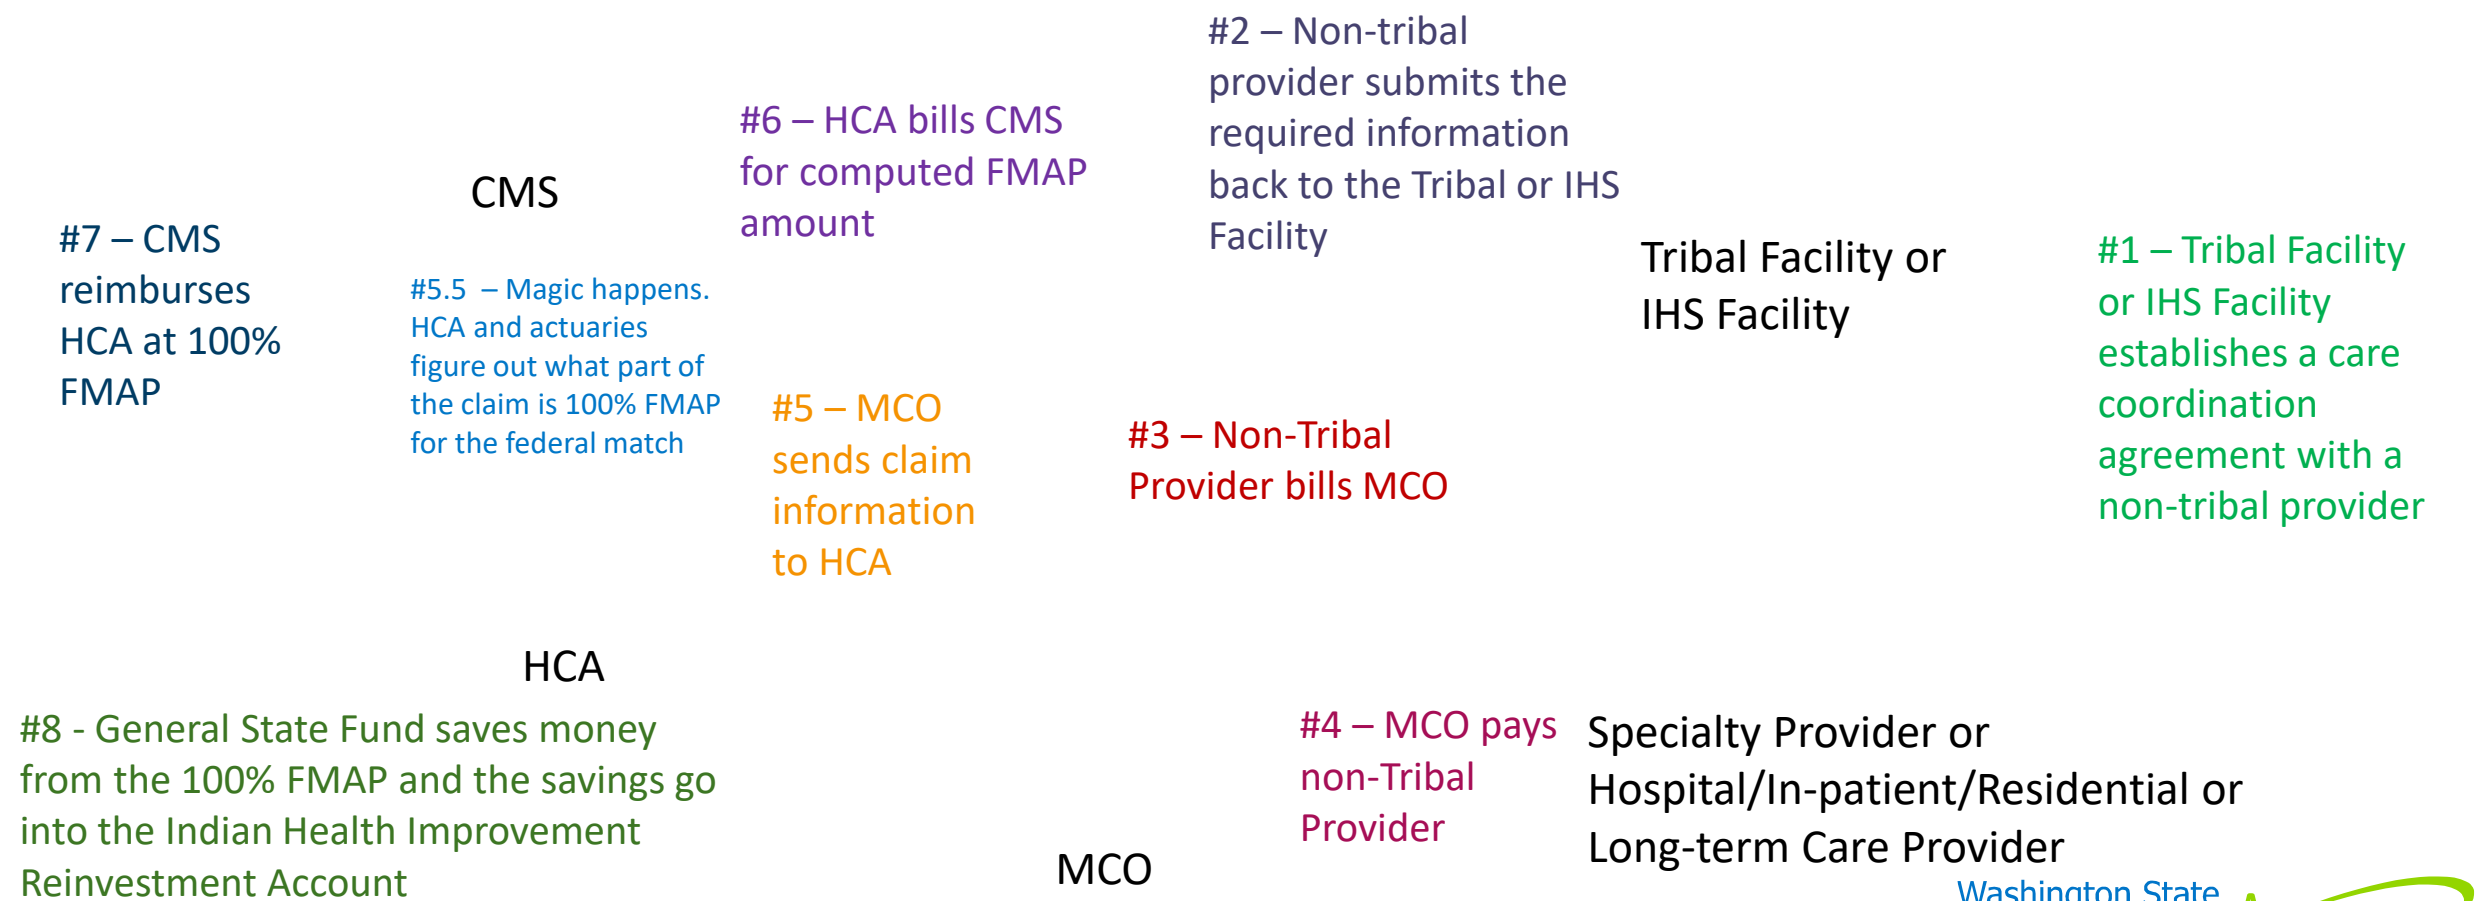 #2 – Non-tribal
provider submits the
required information
back to the Tribal or IHS
Facility
#6 – HCA bills CMS
for computed FMAP
amount
CMS
#7 – CMS
reimburses
HCA at 100%
FMAP
#5.5 – Magic happens.
HCA and actuaries
figure out what part of
the claim is 100% FMAP
for the federal match
Tribal Facility or
IHS Facility
#1 – Tribal Facility
or IHS Facility
establishes a care
coordination
agreement with a
non-tribal provider
#5 – MCO
sends claim
information
to HCA
#3 – Non-Tribal
Provider bills MCO
HCA
#8 - General State Fund saves money
from the 100% FMAP and the savings go
into the Indian Health Improvement
Reinvestment Account
MCO
#4 – MCO pays
non-Tribal
Provider
Specialty Provider or
Hospital/In-patient/Residential or
Long-term Care Provider
Washington State